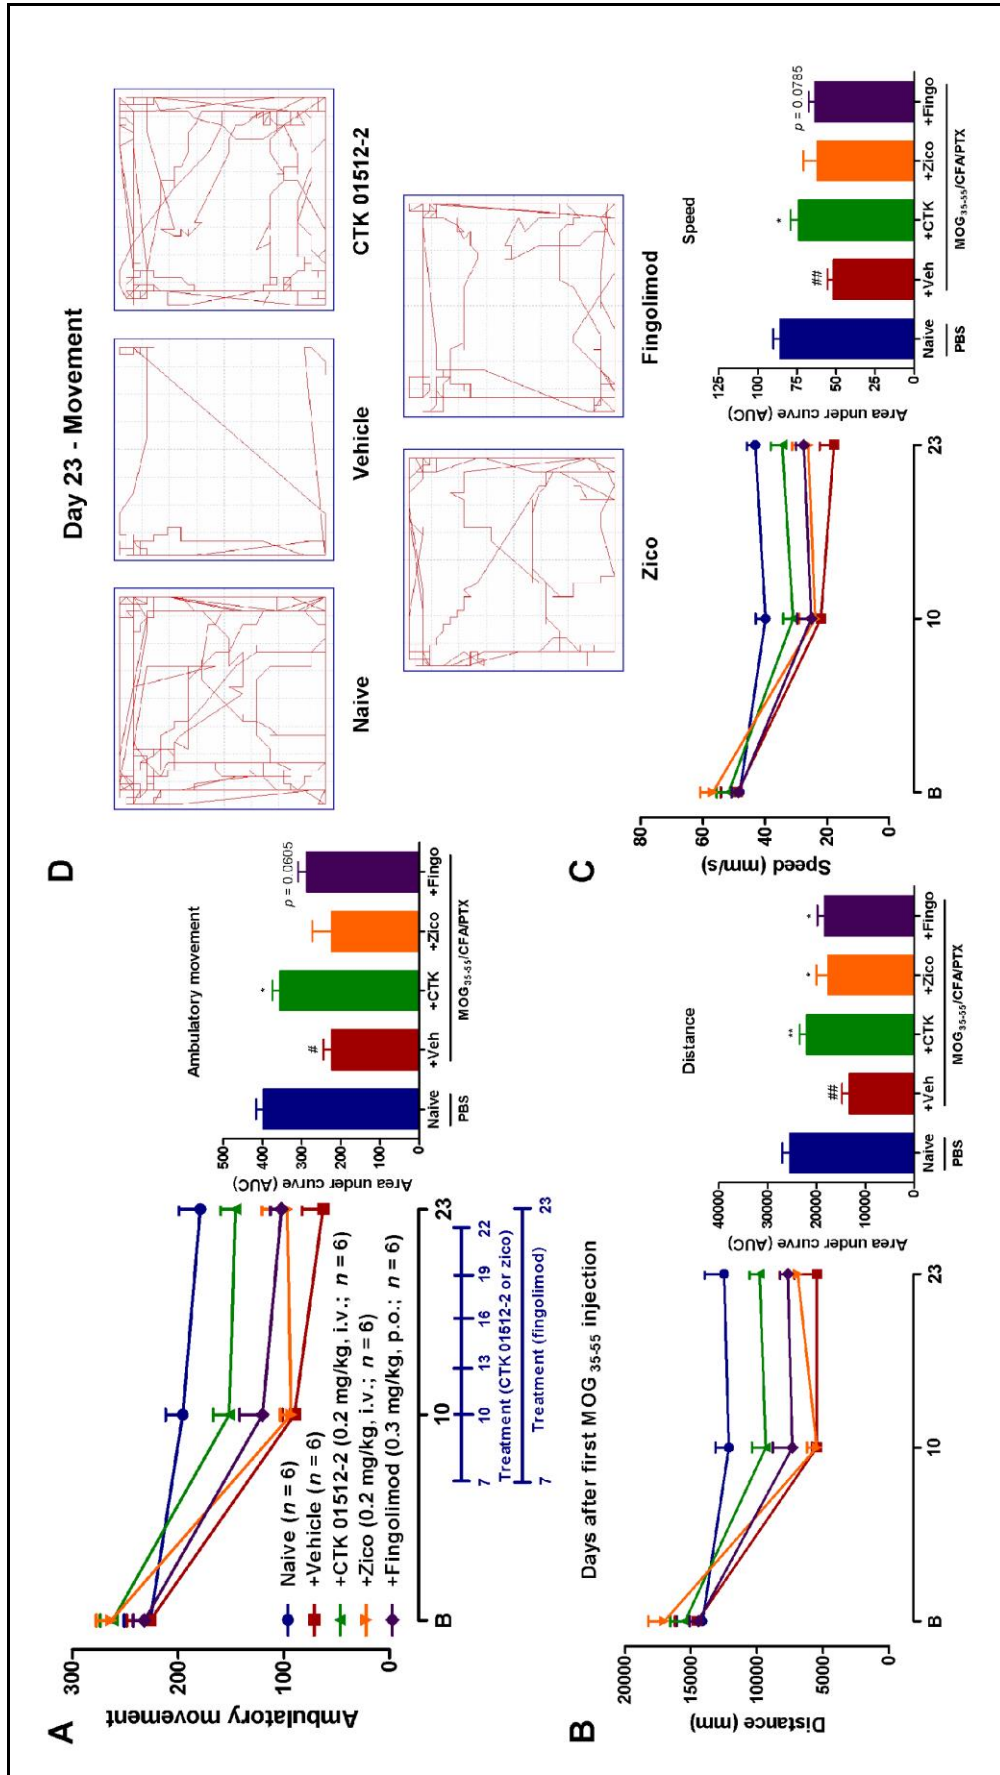 A
Ambulatory movement
300
200
100
0
B
10
23
Naive (n = 6)
+Vehicle (n = 6)
+CTK 01512-2 (0.2 mg/kg, i.v.; n = 6)
+Zico (0.2 mg/kg, i.v.; n = 6)
+Fingolimod (0.3 mg/kg, p.o.; n = 6)
7 10 13 16 19 22
Treatment (CTK 01512-2 or zico)
7 23
Treatment (fingolimod)
Ambulatory movement
Area under curve (AUC)
500
400
300
200
100
0
#
*
p = 0.0605
Naive +Veh +CTK +Zico +Fingo
PBS MOG35-55/CFA/PTX
D
Day 23 - Movement
Naive
Vehicle
CTK 01512-2
Zico
Fingolimod
Days after first MOG 35-55 injection
B
Distance (mm)
20000
15000
10000
5000
0
B
10
23
Distance
Area under curve (AUC)
40000
30000
20000
10000
0
##
**
*
*
Naive +Veh +CTK +Zico +Fingo
PBS MOG35-55/CFA/PTX
C
Speed (mm/s)
80
60
40
20
0
B
10
23
Speed
Area under curve (AUC)
125
100
75
50
25
0
##
*
p = 0.0785
Naive +Veh +CTK +Zico +Fingo
PBS MOG35-55/CFA/PTX